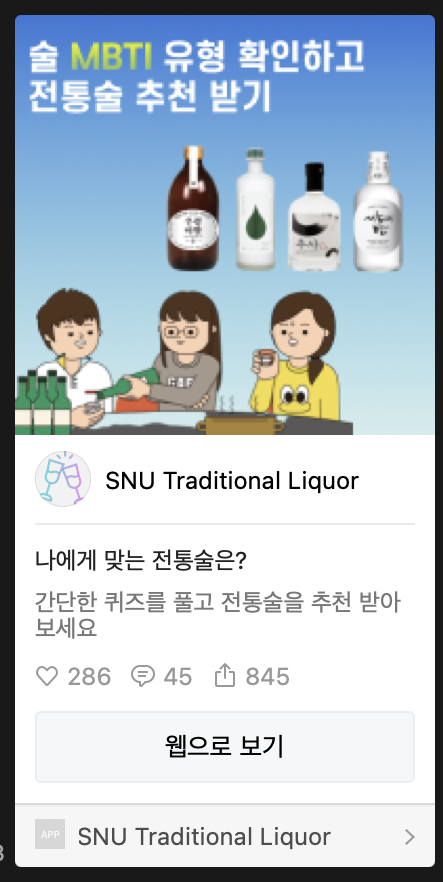 술 MBTI 유형 확인하고
전통술 추천 받기
추사
SNU Traditional Liquor
나에게 맞는 전통술은?
간단한 퀴즈를 풀고 전통술을 추천 받아
보세요
286 45 845
웹으로 보기
APP SNU Traditional Liquor